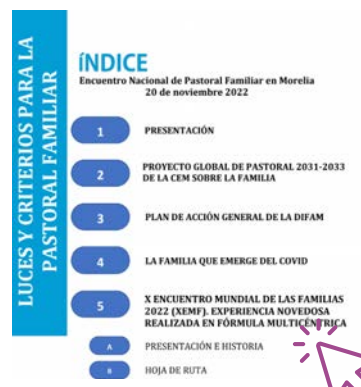 LUCES Y CRITERIOS PARA LA
PASTORAL FAMILIAR
íNDICE
Encuentro Nacional de Pastoral Familiar en Morelia
20 de noviembre 2022
1 PRESENTACIÓN
2 PROYECTO GLOBAL DE PASTORAL 2031-2033
DE LA CEM SOBRE LA FAMILIA
3 PLAN DE ACCIÓN GENERAL DE LA DIFAM
4 LA FAMILIA QUE EMERGE DEL COVID
5 X ENCUENTRO MUNDIAL DE LAS FAMILIAS
2022 (XEMF). EXPERIENCIA NOVEDOSA
REALIZADA EN FÓRMULA MULTICÉNTRICA
A PRESENTACIÓN E HISTORIA
B HOJA DE RUTA